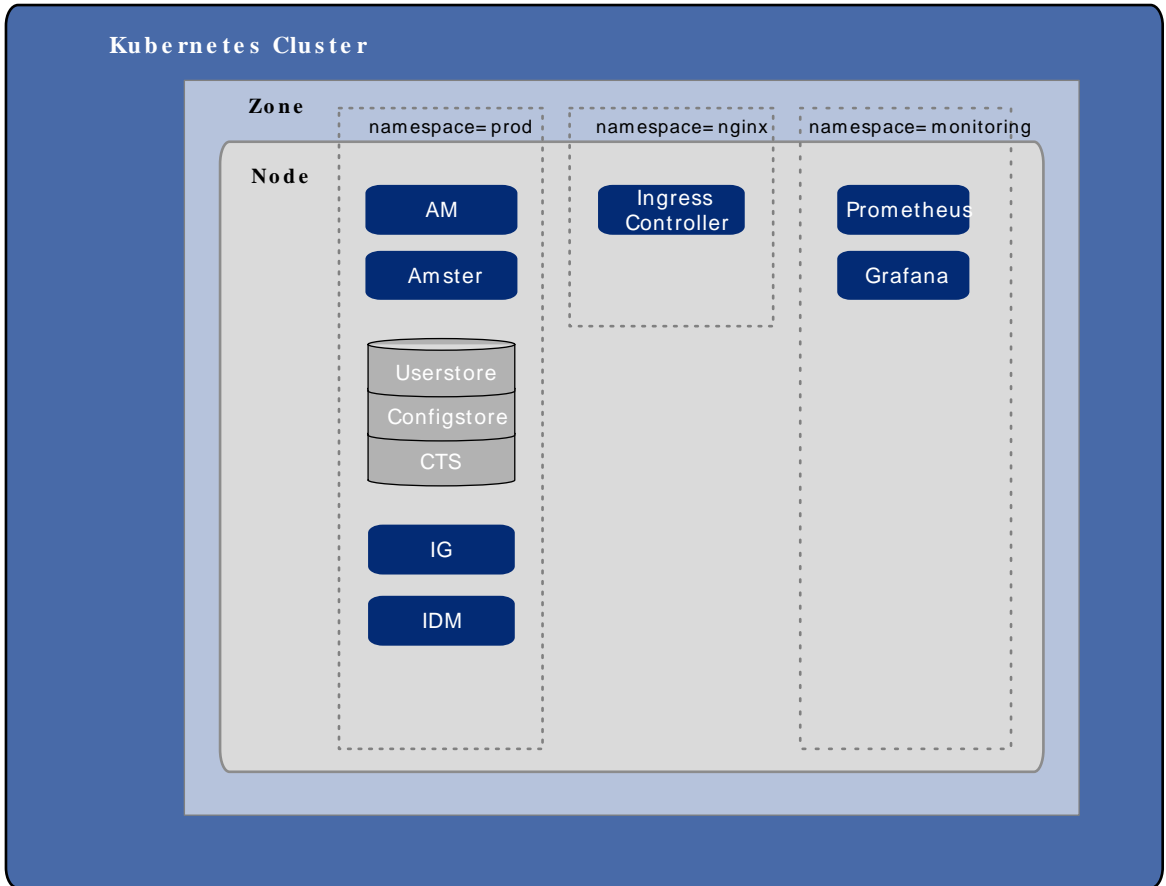 Kubernetes Cluster
Zone
namespace=prod
namespace=nginx
namespace=monitoring
Node
AM
Amster
Userstore
Configstore
CTS
IG
IDM
Ingress
Controller
Prometheus
Grafana